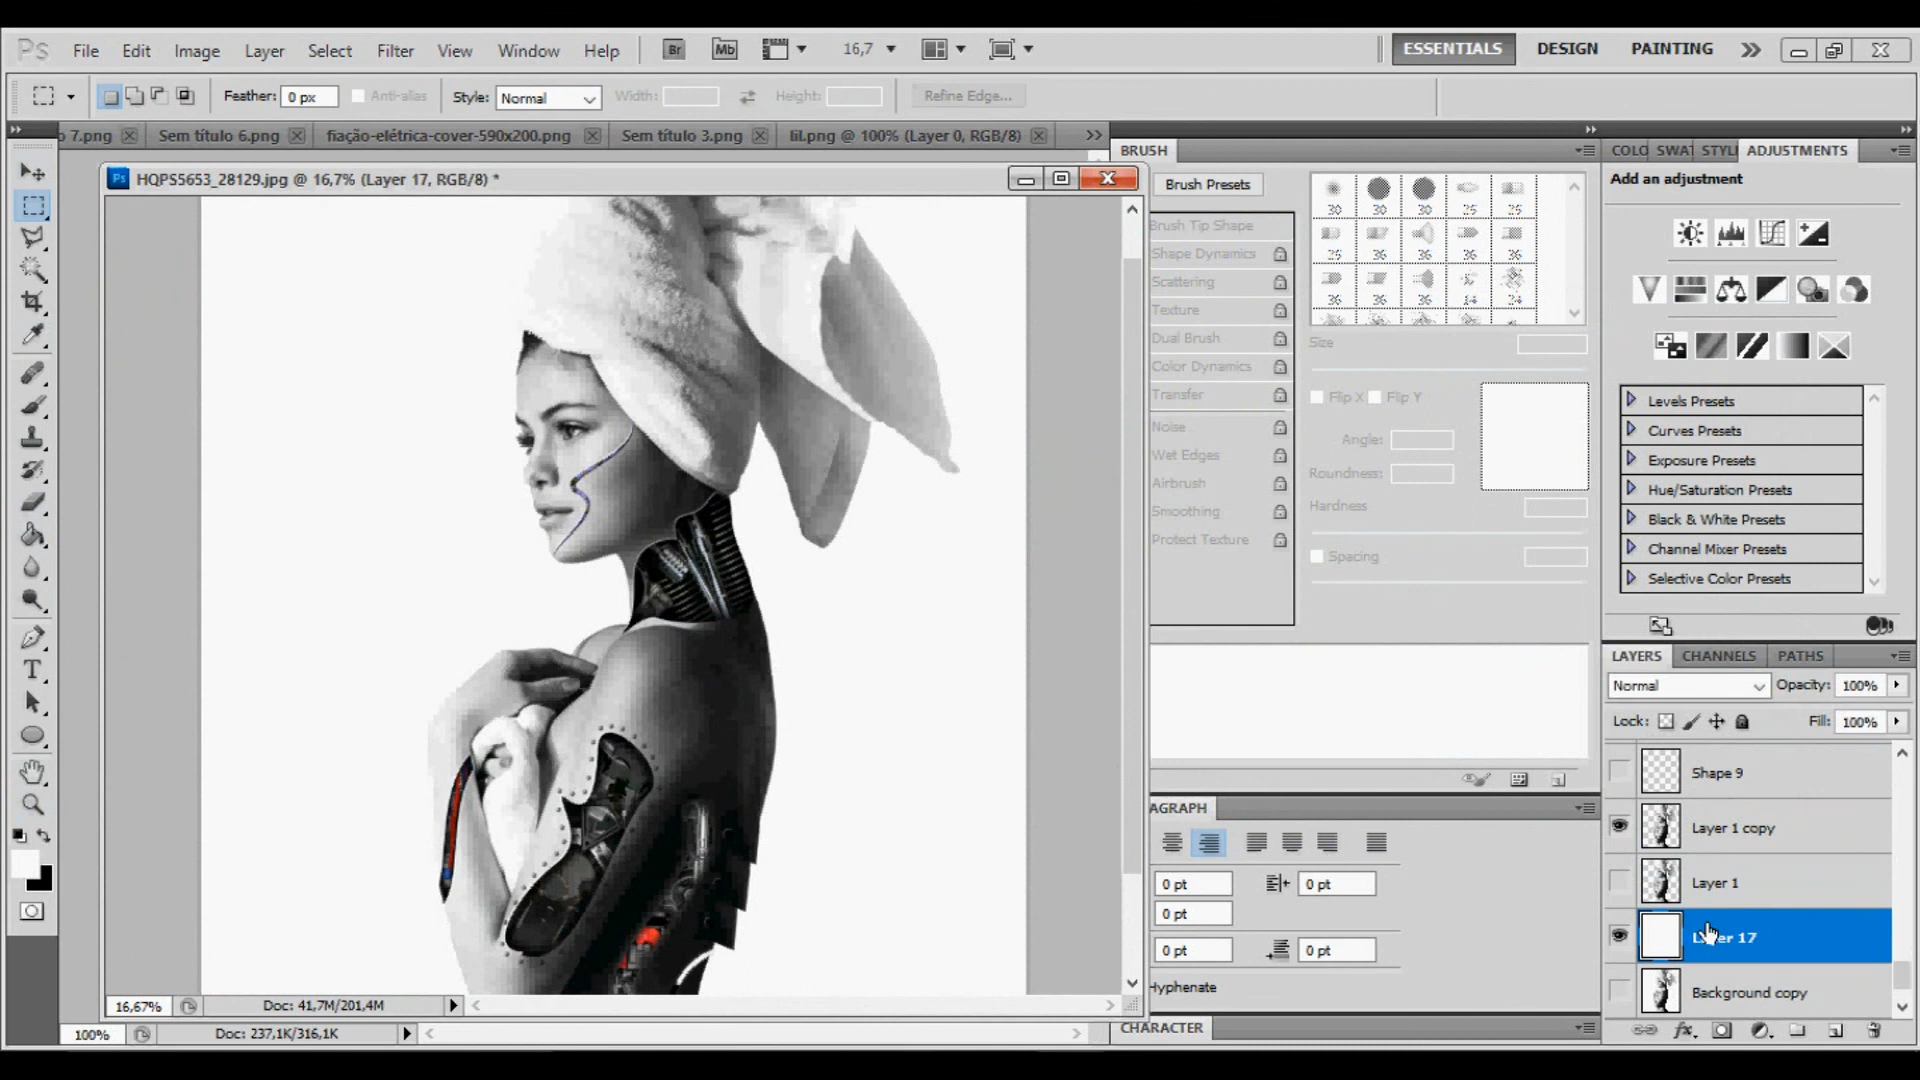 Ps File Edit Image Layer Select Filter View Window Help Br Mb 16,7 ESSENTIALS DESIGN PAINTING
Feather: 0 px Anti-alias Style: Normal Width: Height: Refine Edge...
o 7.png Sem título 6.png fiação-elétrica-cover-590x200.png Sem título 3.png lil.png @ 100% (Layer 0, RGB/8)
Ps HQPS5653_28129.jpg @ 16,7% (Layer 17, RGB/8) *
BRUSH
Brush Presets
Brush Tip Shape
Shape Dynamics
Scattering
Texture
Dual Brush
Color Dynamics
Transfer
Noise
Wet Edges
Airbrush
Smoothing
Protect Texture
30 30 30 25 25
25 36 36 36 36
36 36 36 14 24
Size
Flip X Flip Y
Angle:
Roundness:
Hardness
Spacing
COLO SWAT STYL ADJUSTMENTS
Add an adjustment
Levels Presets
Curves Presets
Exposure Presets
Hue/Saturation Presets
Black & White Presets
Channel Mixer Presets
Selective Color Presets
LAYERS CHANNELS PATHS
Normal Opacity: 100%
Lock: Fill: 100%
Shape 9
Layer 1 copy
Layer 1
Layer 17
Background copy
fx
AGRAPH
0 pt 0 pt
0 pt
0 pt 0 pt
Hyphenate
CHARACTER
16,67% Doc: 41,7M/201,4M
100% Doc: 237,1K/316,1K
T